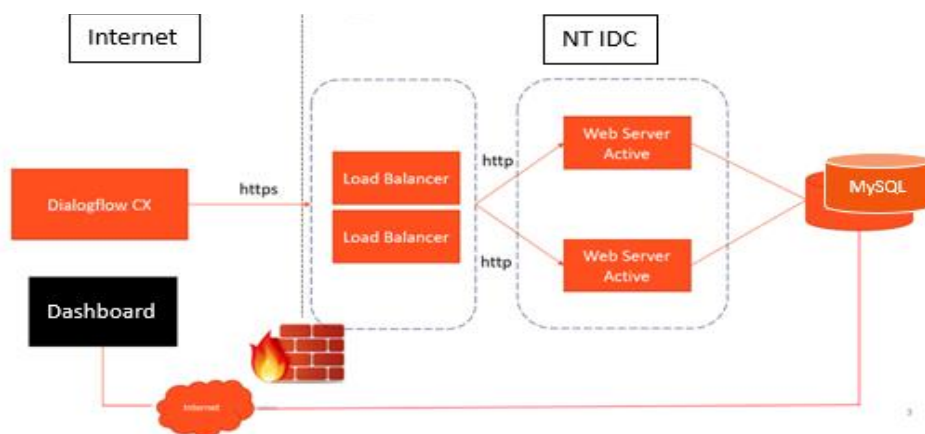 Internet
NT IDC
Dialogflow CX
https
Load Balancer
Load Balancer
http
http
Web Server
Active
Web Server
Active
MySQL
Dashboard
Internet
3